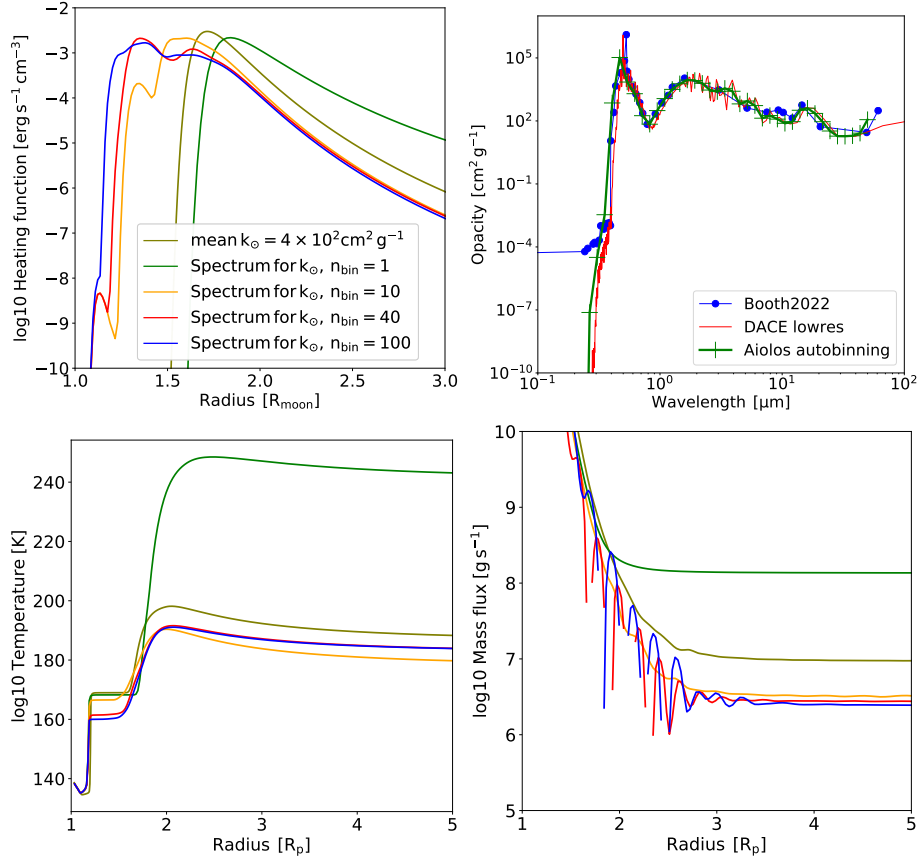 −2
−3
−4
−5
−6
−7
−8
−9
−10
log10 Heating function [erg s⁻¹ cm⁻³]
mean k⊙ = 4 × 10² cm² g⁻¹
Spectrum for k⊙, n_bin = 1
Spectrum for k⊙, n_bin = 10
Spectrum for k⊙, n_bin = 40
Spectrum for k⊙, n_bin = 100
1.0 1.5 2.0 2.5 3.0
Radius [R_moon]
10⁵
10²
10⁻¹
10⁻⁴
10⁻⁷
10⁻¹⁰
Opacity [cm² g⁻¹]
Booth2022
DACE lowres
Aiolos autobinning
10⁻¹ 10⁰ 10¹ 10²
Wavelength [μm]
240
220
200
180
160
140
log10 Temperature [K]
1 2 3 4 5
Radius [R_p]
10
9
8
7
6
5
log10 Mass flux [g s⁻¹]
1 2 3 4 5
Radius [R_p]